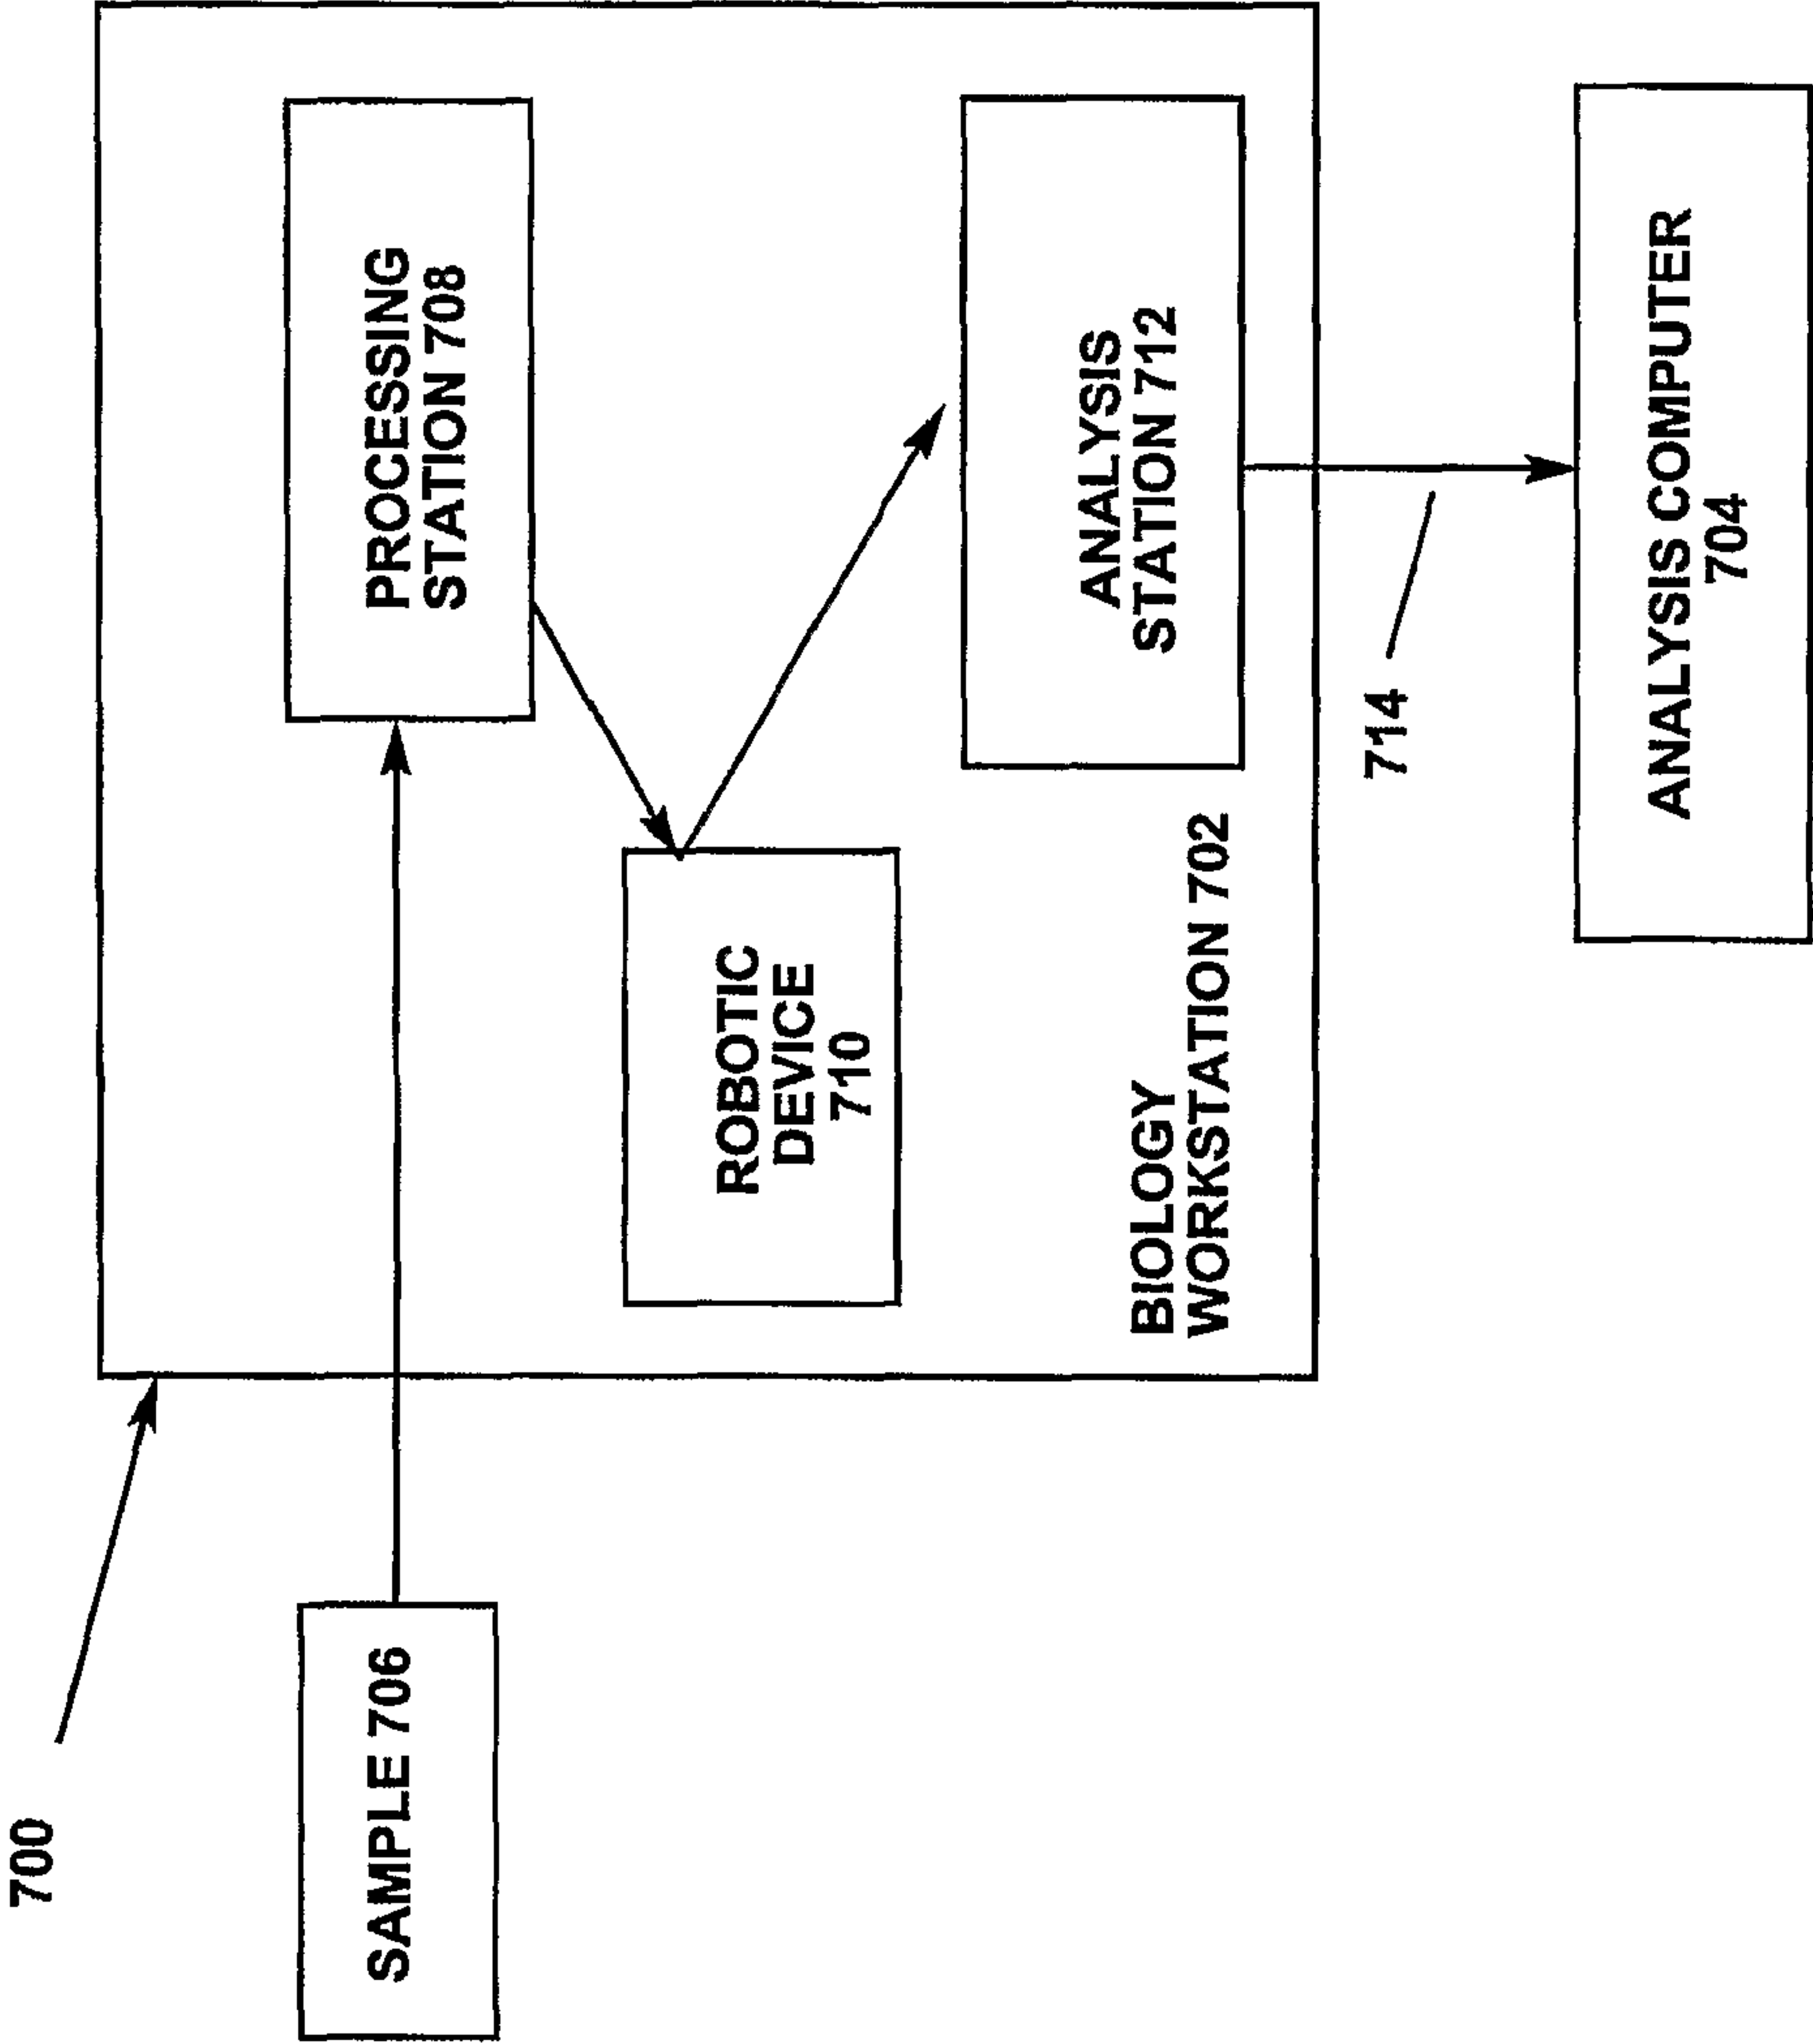 700
SAMPLE 706
PROCESSING
STATION 708
ROBOTIC
DEVICE
710
ANALYSIS
STATION 712
BIOLOGY
WORKSTATION 702
714
ANALYSIS COMPUTER
704